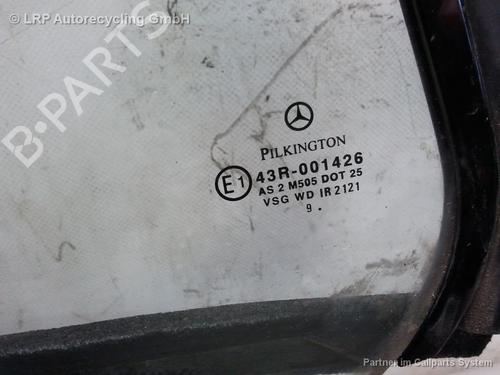 © LRP Autorecycling GmbH
B-PARTS
PILKINGTON
E1 43R-001426
AS 2 M505 DOT 25
VSG WD IR 2121
9 .
Partner im Callparts System